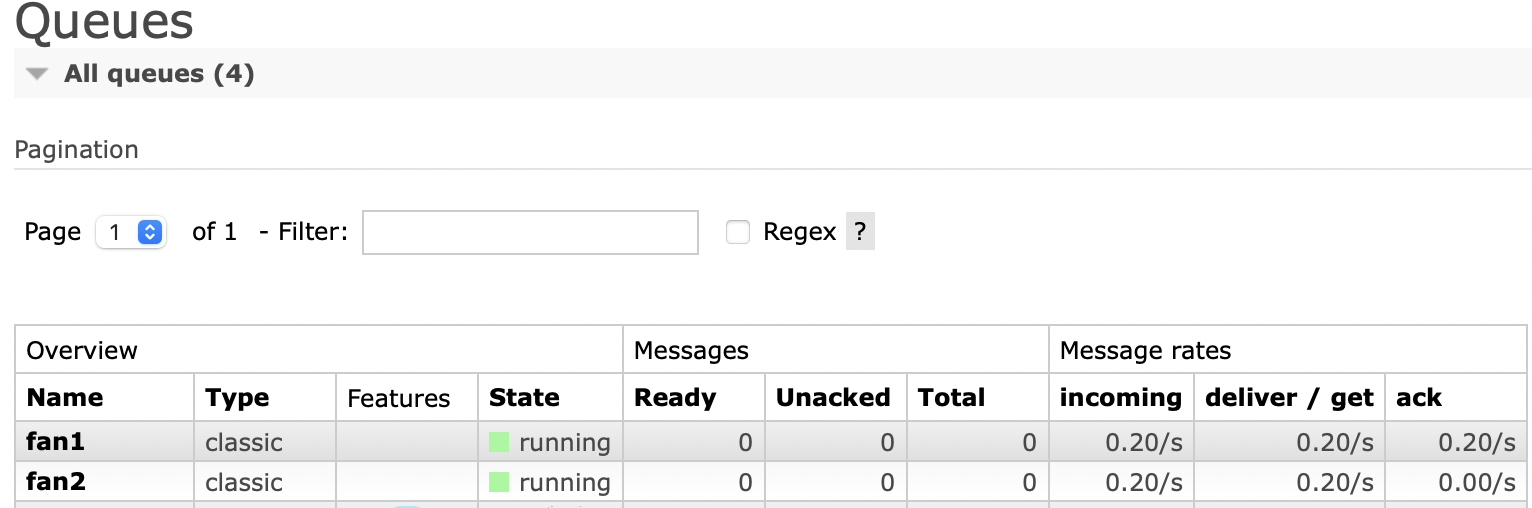 Queues
All queues (4)
Pagination
Page 1 of 1 - Filter: Regex ?
Overview Messages Message rates
Name Type Features State Ready Unacked Total incoming deliver / get ack
fan1 classic running 0 0 0 0.20/s 0.20/s 0.20/s
fan2 classic running 0 0 0 0.20/s 0.20/s 0.00/s